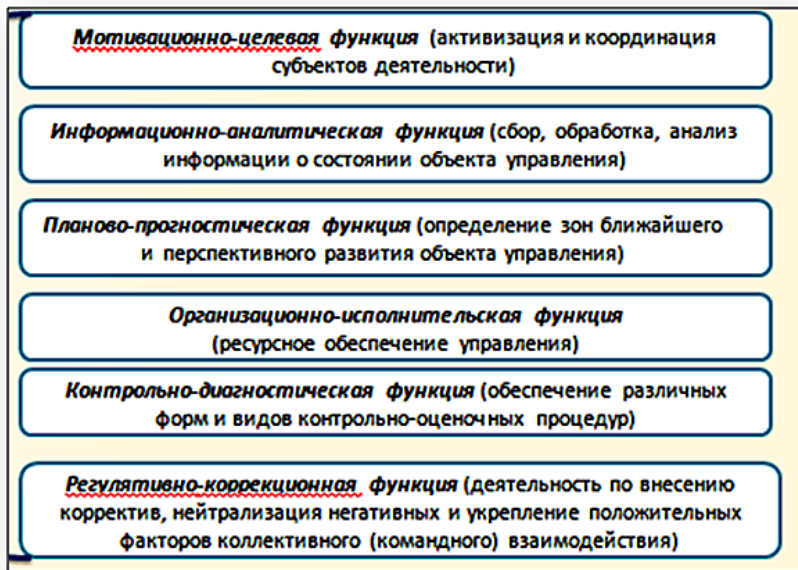 Мотивационно-целевая функция (активизация и координация
субъектов деятельности)
Информационно-аналитическая функция (сбор, обработка, анализ
информации о состоянии объекта управления)
Планово-прогностическая функция (определение зон ближайшего
и перспективного развития объекта управления)
Организационно-исполнительская функция
(ресурсное обеспечение управления)
Контрольно-диагностическая функция (обеспечение различных
форм и видов контрольно-оценочных процедур)
Регулятивно-коррекционная функция (деятельность по внесению
корректив, нейтрализация негативных и укрепление положительных
факторов коллективного (командного) взаимодействия)